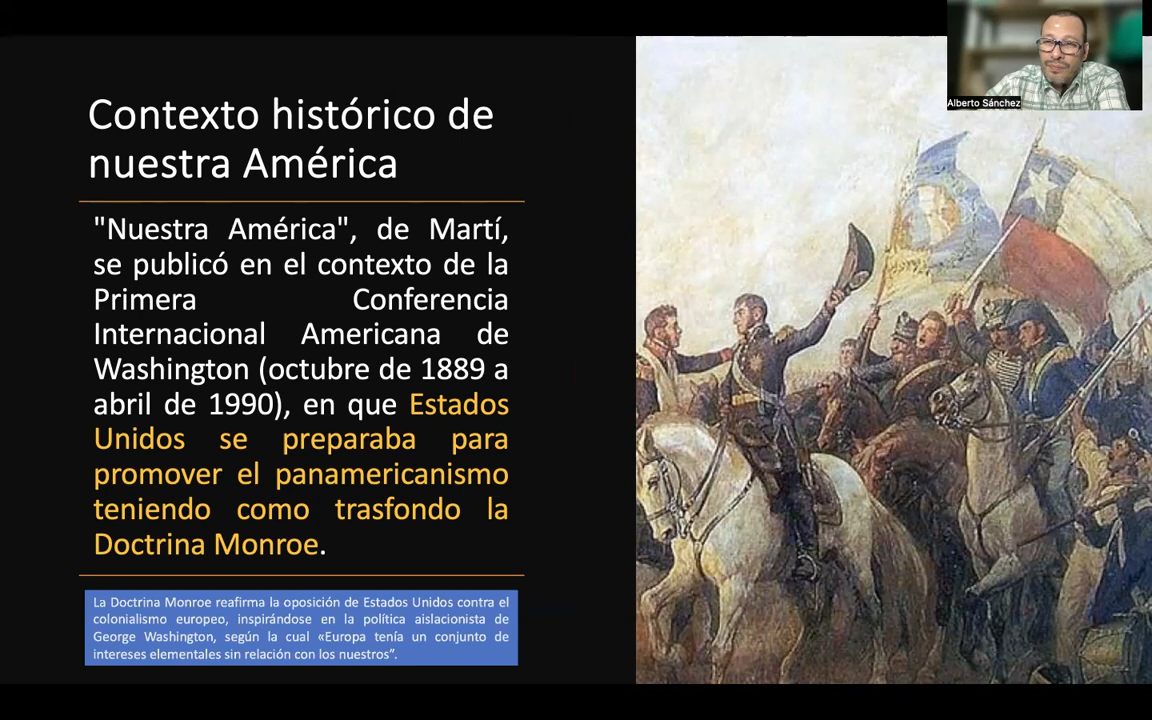 Alberto Sánchez
Contexto histórico de
nuestra América
"Nuestra América", de Martí,
se publicó en el contexto de la
Primera Conferencia
Internacional Americana de
Washington (octubre de 1889 a
abril de 1990), en que Estados
Unidos se preparaba para
promover el panamericanismo
teniendo como trasfondo la
Doctrina Monroe.
La Doctrina Monroe reafirma la oposición de Estados Unidos contra el
colonialismo europeo, inspirándose en la política aislacionista de
George Washington, según la cual «Europa tenía un conjunto de
intereses elementales sin relación con los nuestros”.